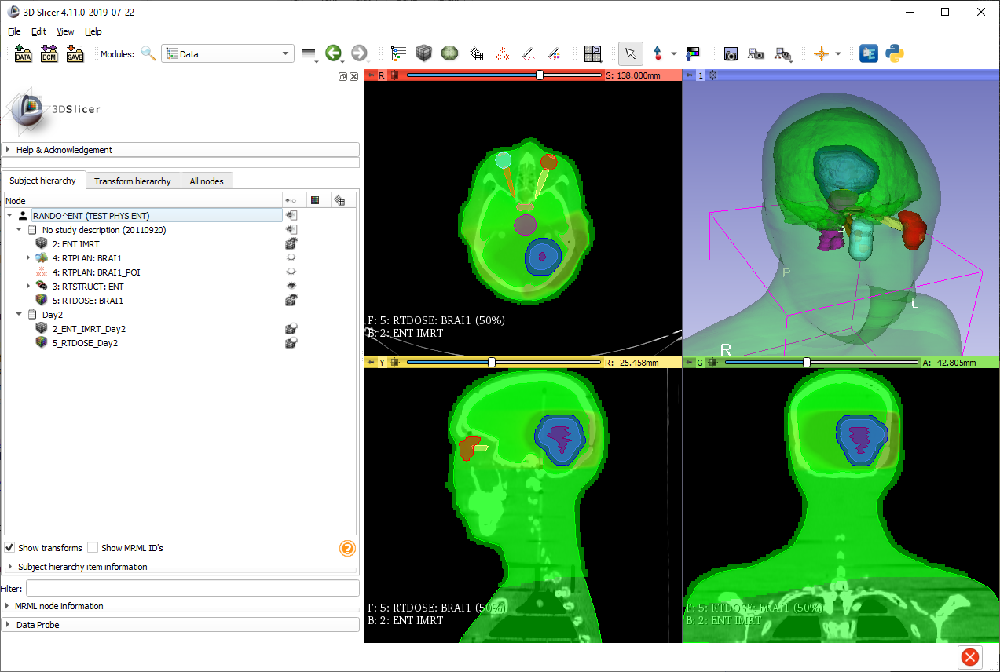 3D Slicer 4.11.0-2019-07-22
File Edit View Help
DATA DCM SAVE Modules: Data
R S: 138.000mm
1
3DSlicer
Help & Acknowledgement
Subject hierarchy Transform hierarchy All nodes
Node
RANDO^ENT (TEST PHYS ENT)
No study description (20110920)
2: ENT IMRT
4: RTPLAN: BRAI1
4: RTPLAN: BRAI1_POI
3: RTSTRUCT: ENT
5: RTDOSE: BRAI1
Day2
2_ENT_IMRT_Day2
5_RTDOSE_Day2
Show transforms Show MRML ID's
Subject hierarchy item information
Filter:
MRML node information
Data Probe
F: 5: RTDOSE: BRAI1 (50%)
B: 2: ENT IMRT
S
P
L
R
Y R: -25.458mm
G A: -42.805mm
F: 5: RTDOSE: BRAI1 (50%)
B: 2: ENT IMRT
F: 5: RTDOSE: BRAI1 (50%)
B: 2: ENT IMRT